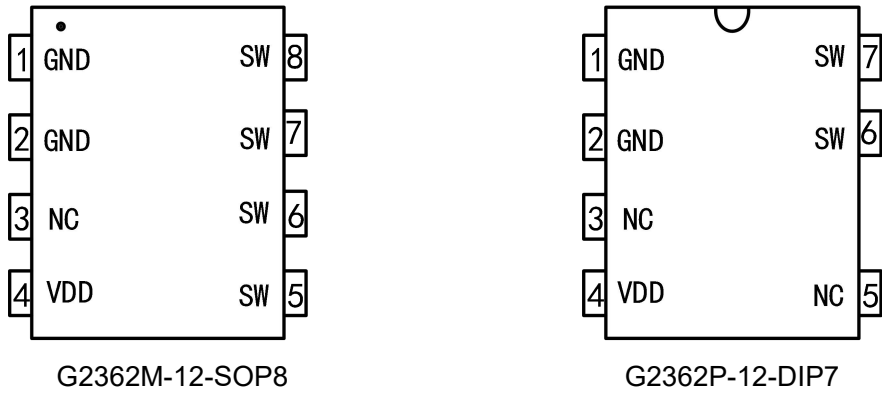 1 GND SW 8
2 GND SW 7
3 NC SW 6
4 VDD SW 5
G2362M-12-SOP8
1 GND SW 7
2 GND SW 6
3 NC
4 VDD NC 5
G2362P-12-DIP7